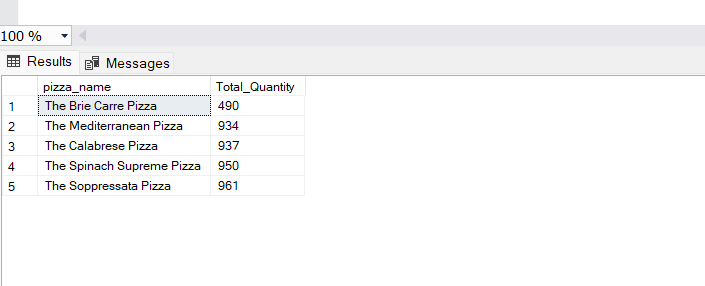 100 %
Results Messages
pizza_name Total_Quantity
1 The Brie Carre Pizza 490
2 The Mediterranean Pizza 934
3 The Calabrese Pizza 937
4 The Spinach Supreme Pizza 950
5 The Soppressata Pizza 961